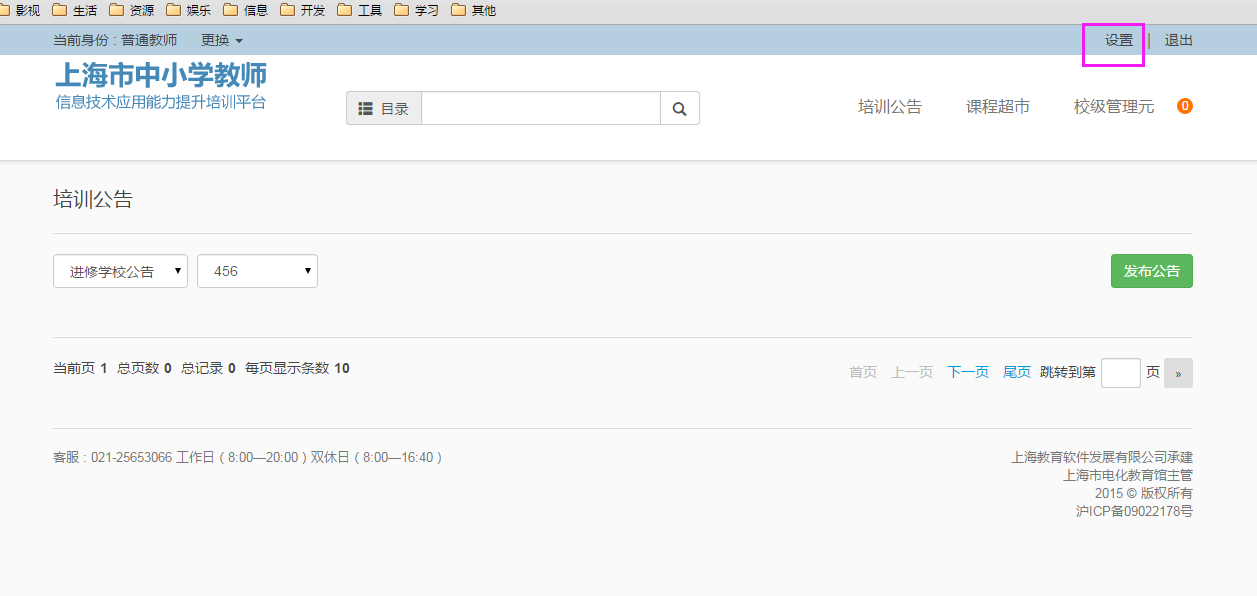 影视 生活 资源 娱乐 信息 开发 工具 学习 其他
当前身份：普通教师 更换 设置 | 退出
上海市中小学教师
信息技术应用能力提升培训平台
目录 培训公告 课程超市 校级管理元 0
培训公告
进修学校公告 456 发布公告
当前页 1 总页数 0 总记录 0 每页显示条数 10 首页 上一页 下一页 尾页 跳转到第 页 »
客服：021-25653066 工作日（8:00—20:00）双休日（8:00—16:40） 上海教育软件发展有限公司承建
上海市电化教育馆主管
2015 © 版权所有
沪ICP备09022178号